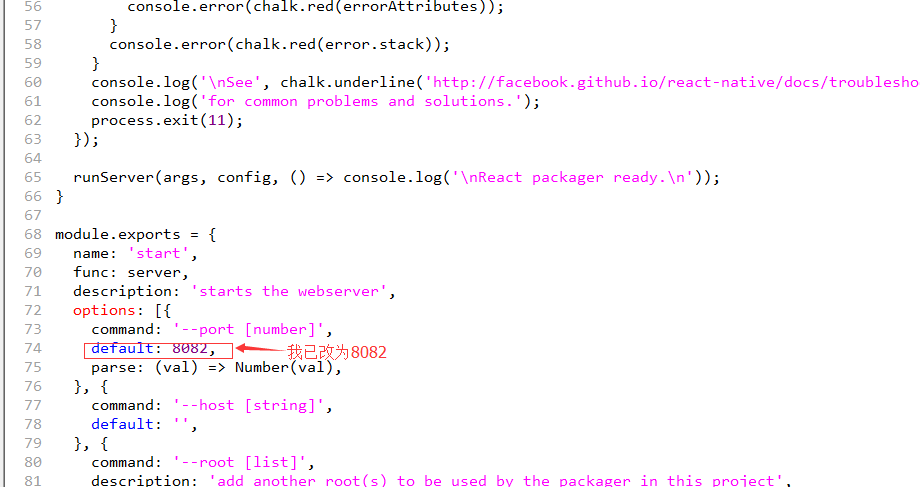 56 console.error(chalk.red(errorAttributes));
57 }
58 console.error(chalk.red(error.stack));
59 }
60 console.log('\nSee', chalk.underline('http://facebook.github.io/react-native/docs/troublesho
61 console.log('for common problems and solutions.');
62 process.exit(11);
63 });
64
65 runServer(args, config, () => console.log('\nReact packager ready.\n'));
66 }
67
68 module.exports = {
69 name: 'start',
70 func: server,
71 description: 'starts the webserver',
72 options: [{
73 command: '--port [number]',
74 default: 8082, 我已改为8082
75 parse: (val) => Number(val),
76 }, {
77 command: '--host [string]',
78 default: '',
79 }, {
80 command: '--root [list]',
81 description: 'add another root(s) to be used by the packager in this project',